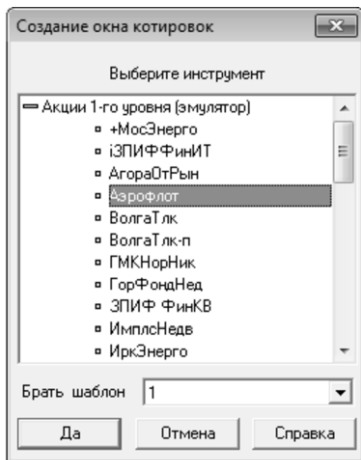 Создание окна котировок
Выберите инструмент
Акции 1-го уровня (эмулятор)
+МосЭнерго
iЗПИФФинИТ
АгораОтРын
Аэрофлот
ВолгаТлк
ВолгаТлк-п
ГМКНорНик
ГорФондНед
ЗПИФ ФинКВ
ИмплсНедв
ИркЭнерго
Брать шаблон 1
Да Отмена Справка